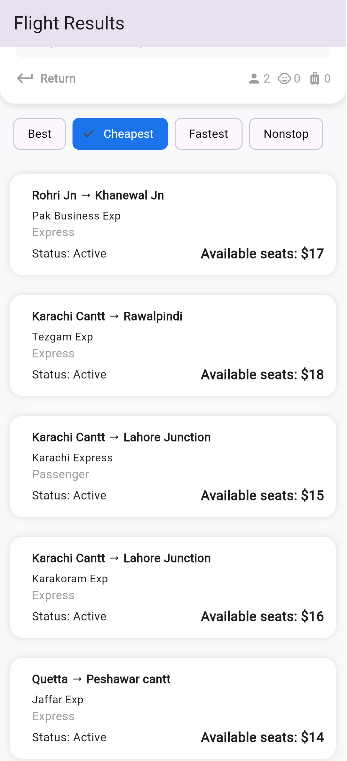 Flight Results
Return 2 0 0
Best Cheapest Fastest Nonstop
Rohri Jn → Khanewal Jn
Pak Business Exp
Express
Status: Active Available seats: $17
Karachi Cantt → Rawalpindi
Tezgam Exp
Express
Status: Active Available seats: $18
Karachi Cantt → Lahore Junction
Karachi Express
Passenger
Status: Active Available seats: $15
Karachi Cantt → Lahore Junction
Karakoram Exp
Express
Status: Active Available seats: $16
Quetta → Peshawar cantt
Jaffar Exp
Express
Status: Active Available seats: $14